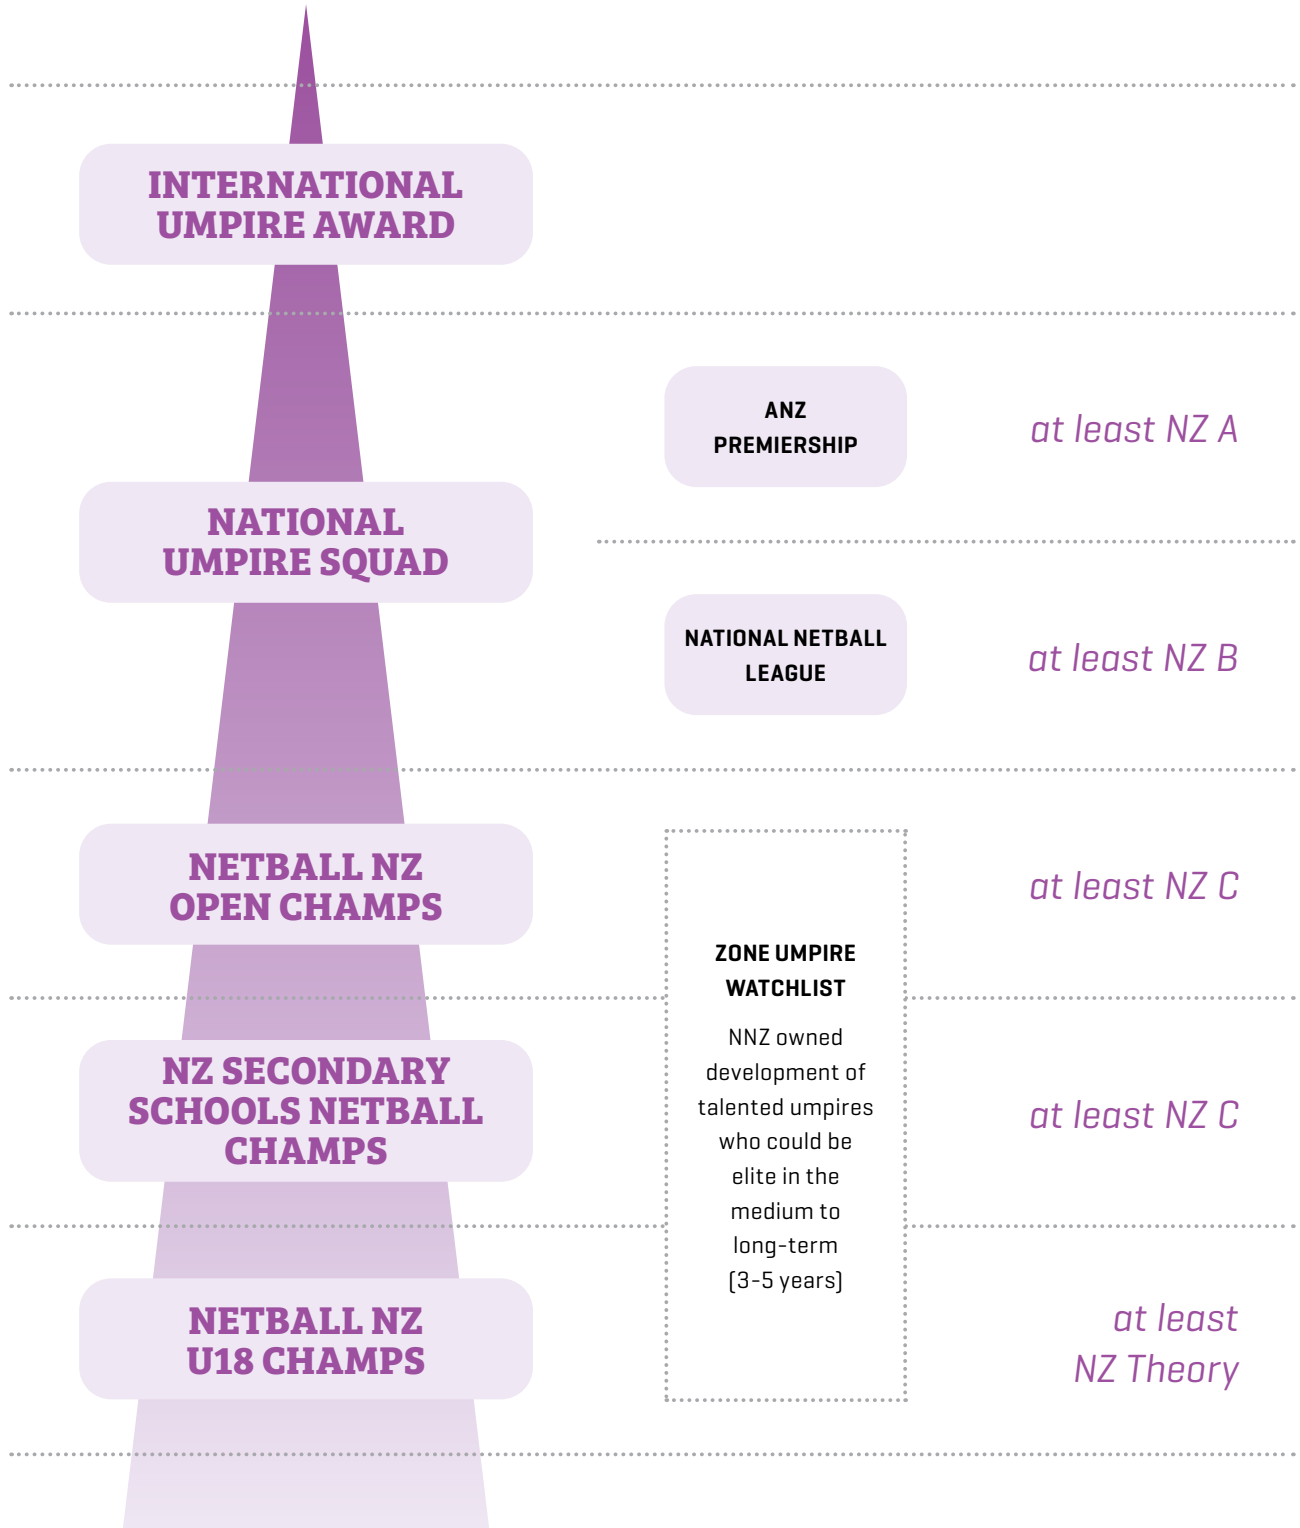 INTERNATIONAL
UMPIRE AWARD
ANZ
PREMIERSHIP
at least NZ A
NATIONAL
UMPIRE SQUAD
NATIONAL NETBALL
LEAGUE
at least NZ B
NETBALL NZ
OPEN CHAMPS
at least NZ C
ZONE UMPIRE
WATCHLIST
NNZ owned
development of
talented umpires
who could be
elite in the
medium to
long-term
(3-5 years)
NZ SECONDARY
SCHOOLS NETBALL
CHAMPS
at least NZ C
NETBALL NZ
U18 CHAMPS
at least
NZ Theory